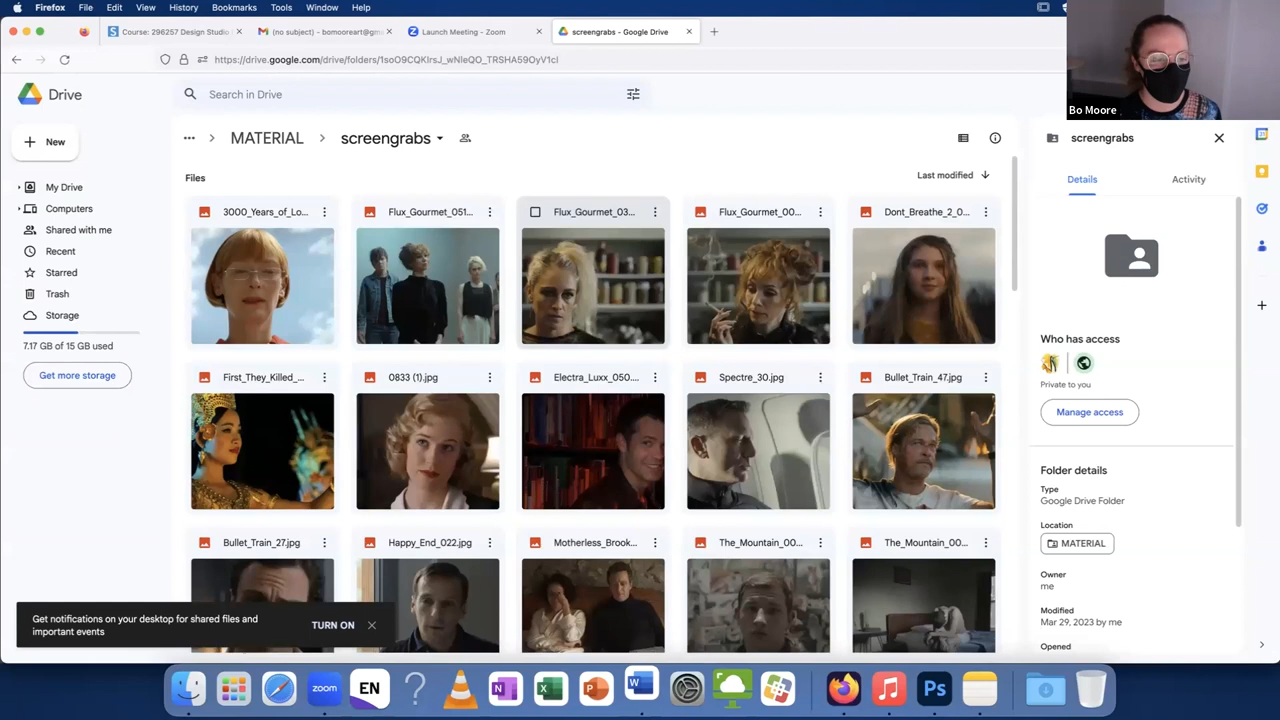 Firefox File Edit View History Bookmarks Tools Window Help
Course: 296257 Design Studio
(no subject) - bomooreart@gm
Launch Meeting - Zoom
screengrabs - Google Drive
https://drive.google.com/drive/folders/1soO9CQKIrsJ_wNIeQO_TRSHA59OyV1cI
Bo Moore
Drive
Search in Drive
New
MATERIAL
screengrabs
screengrabs
My Drive
Computers
Shared with me
Recent
Starred
Trash
Storage
7.17 GB of 15 GB used
Get more storage
Files
Last modified
3000_Years_of_Lo...
Flux_Gourmet_051...
Flux_Gourmet_03...
Flux_Gourmet_00...
Dont_Breathe_2_0...
First_They_Killed_...
0833 (1).jpg
Electra_Luxx_050....
Spectre_30.jpg
Bullet_Train_47.jpg
Bullet_Train_27.jpg
Happy_End_022.jpg
Motherless_Brook...
The_Mountain_00...
The_Mountain_00...
Get notifications on your desktop for shared files and
important events
TURN ON
Details
Activity
Who has access
Private to you
Manage access
Folder details
Type
Google Drive Folder
Location
MATERIAL
Owner
me
Modified
Mar 29, 2023 by me
Opened
zoom
EN
?
N
X
P
W
Ps